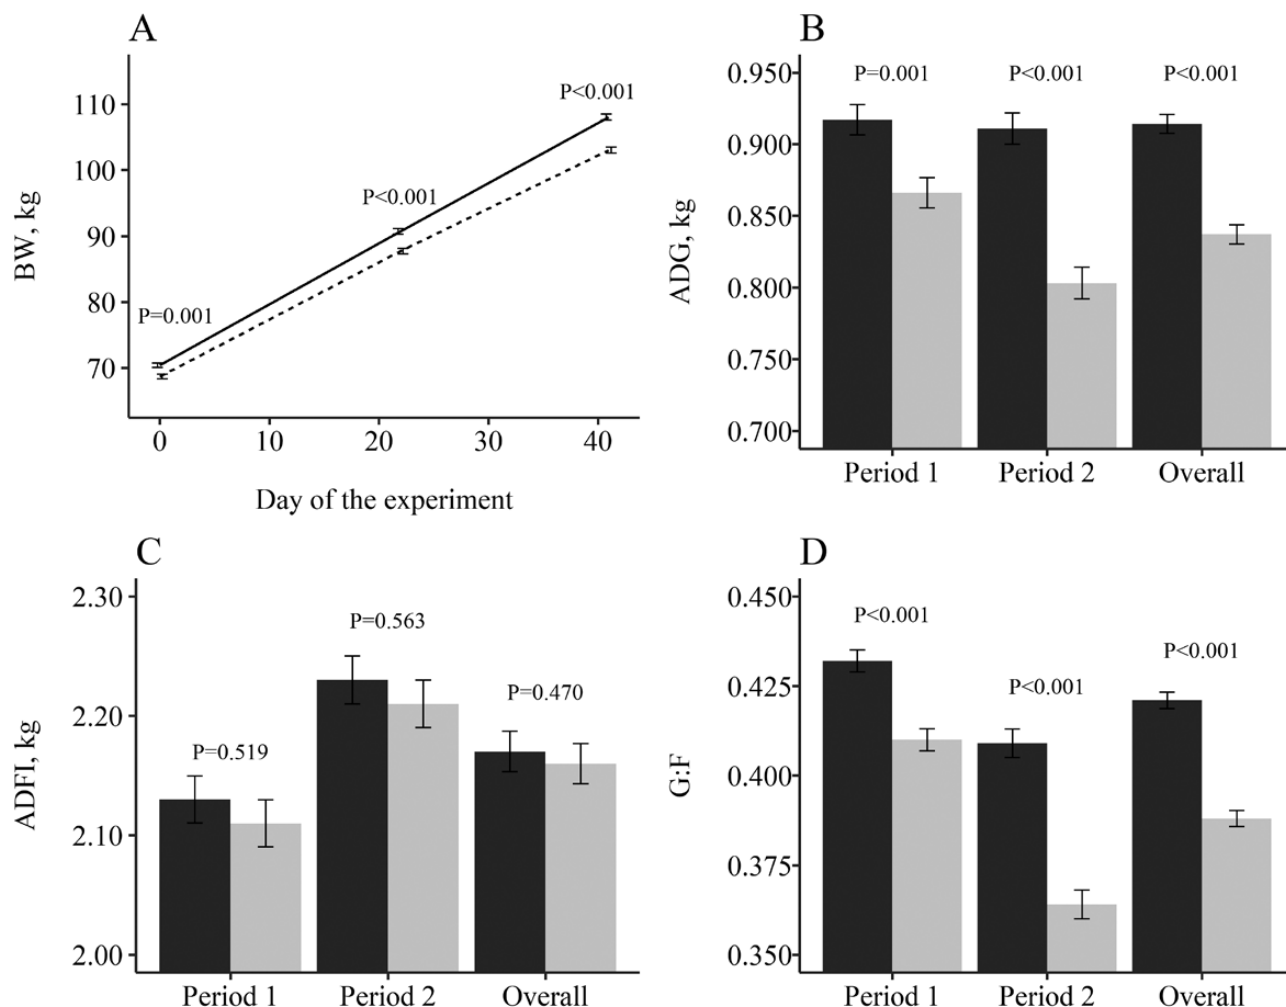 A
BW, kg
110
100
90
80
70
P=0.001
P<0.001
P<0.001
0
10
20
30
40
Day of the experiment
B
ADG, kg
0.950
0.900
0.850
0.800
0.750
0.700
P=0.001
P<0.001
P<0.001
Period 1
Period 2
Overall
C
ADFI, kg
2.30
2.20
2.10
2.00
P=0.519
P=0.563
P=0.470
Period 1
Period 2
Overall
D
G:F
0.450
0.425
0.400
0.375
0.350
P<0.001
P<0.001
P<0.001
Period 1
Period 2
Overall